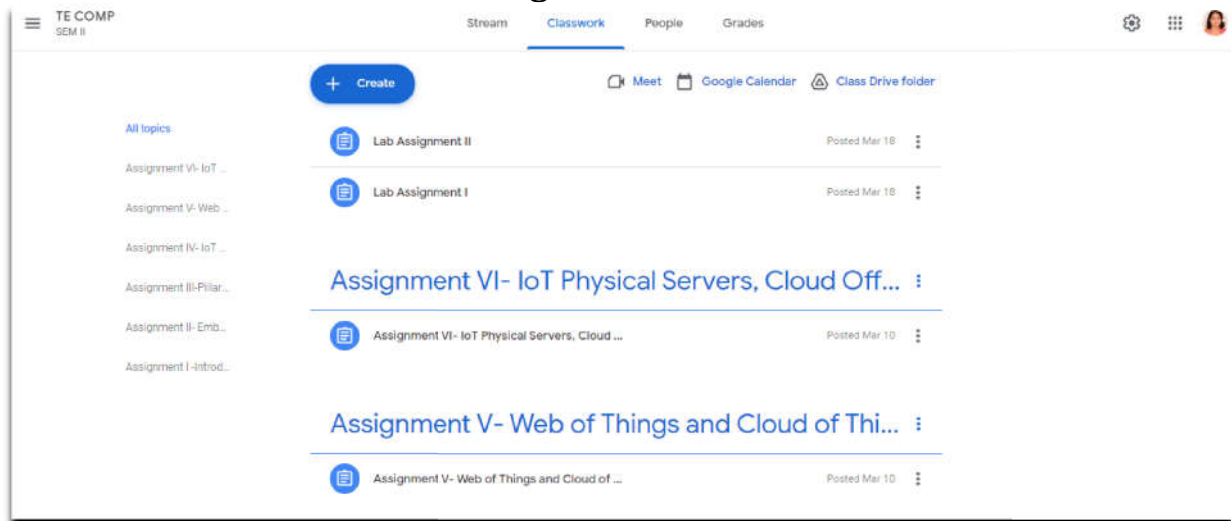 TE COMP
SEM II
Stream Classwork People Grades
Create
Meet Google Calendar Class Drive folder
All topics
Assignment VI- IoT ...
Assignment V- Web ...
Assignment IV- IoT ...
Assignment III-Pillar...
Assignment II- Emb...
Assignment I -Introd...
Lab Assignment II Posted Mar 18
Lab Assignment I Posted Mar 18
Assignment VI- IoT Physical Servers, Cloud Off...
Assignment VI- IoT Physical Servers, Cloud ... Posted Mar 10
Assignment V- Web of Things and Cloud of Thi...
Assignment V- Web of Things and Cloud of ... Posted Mar 10